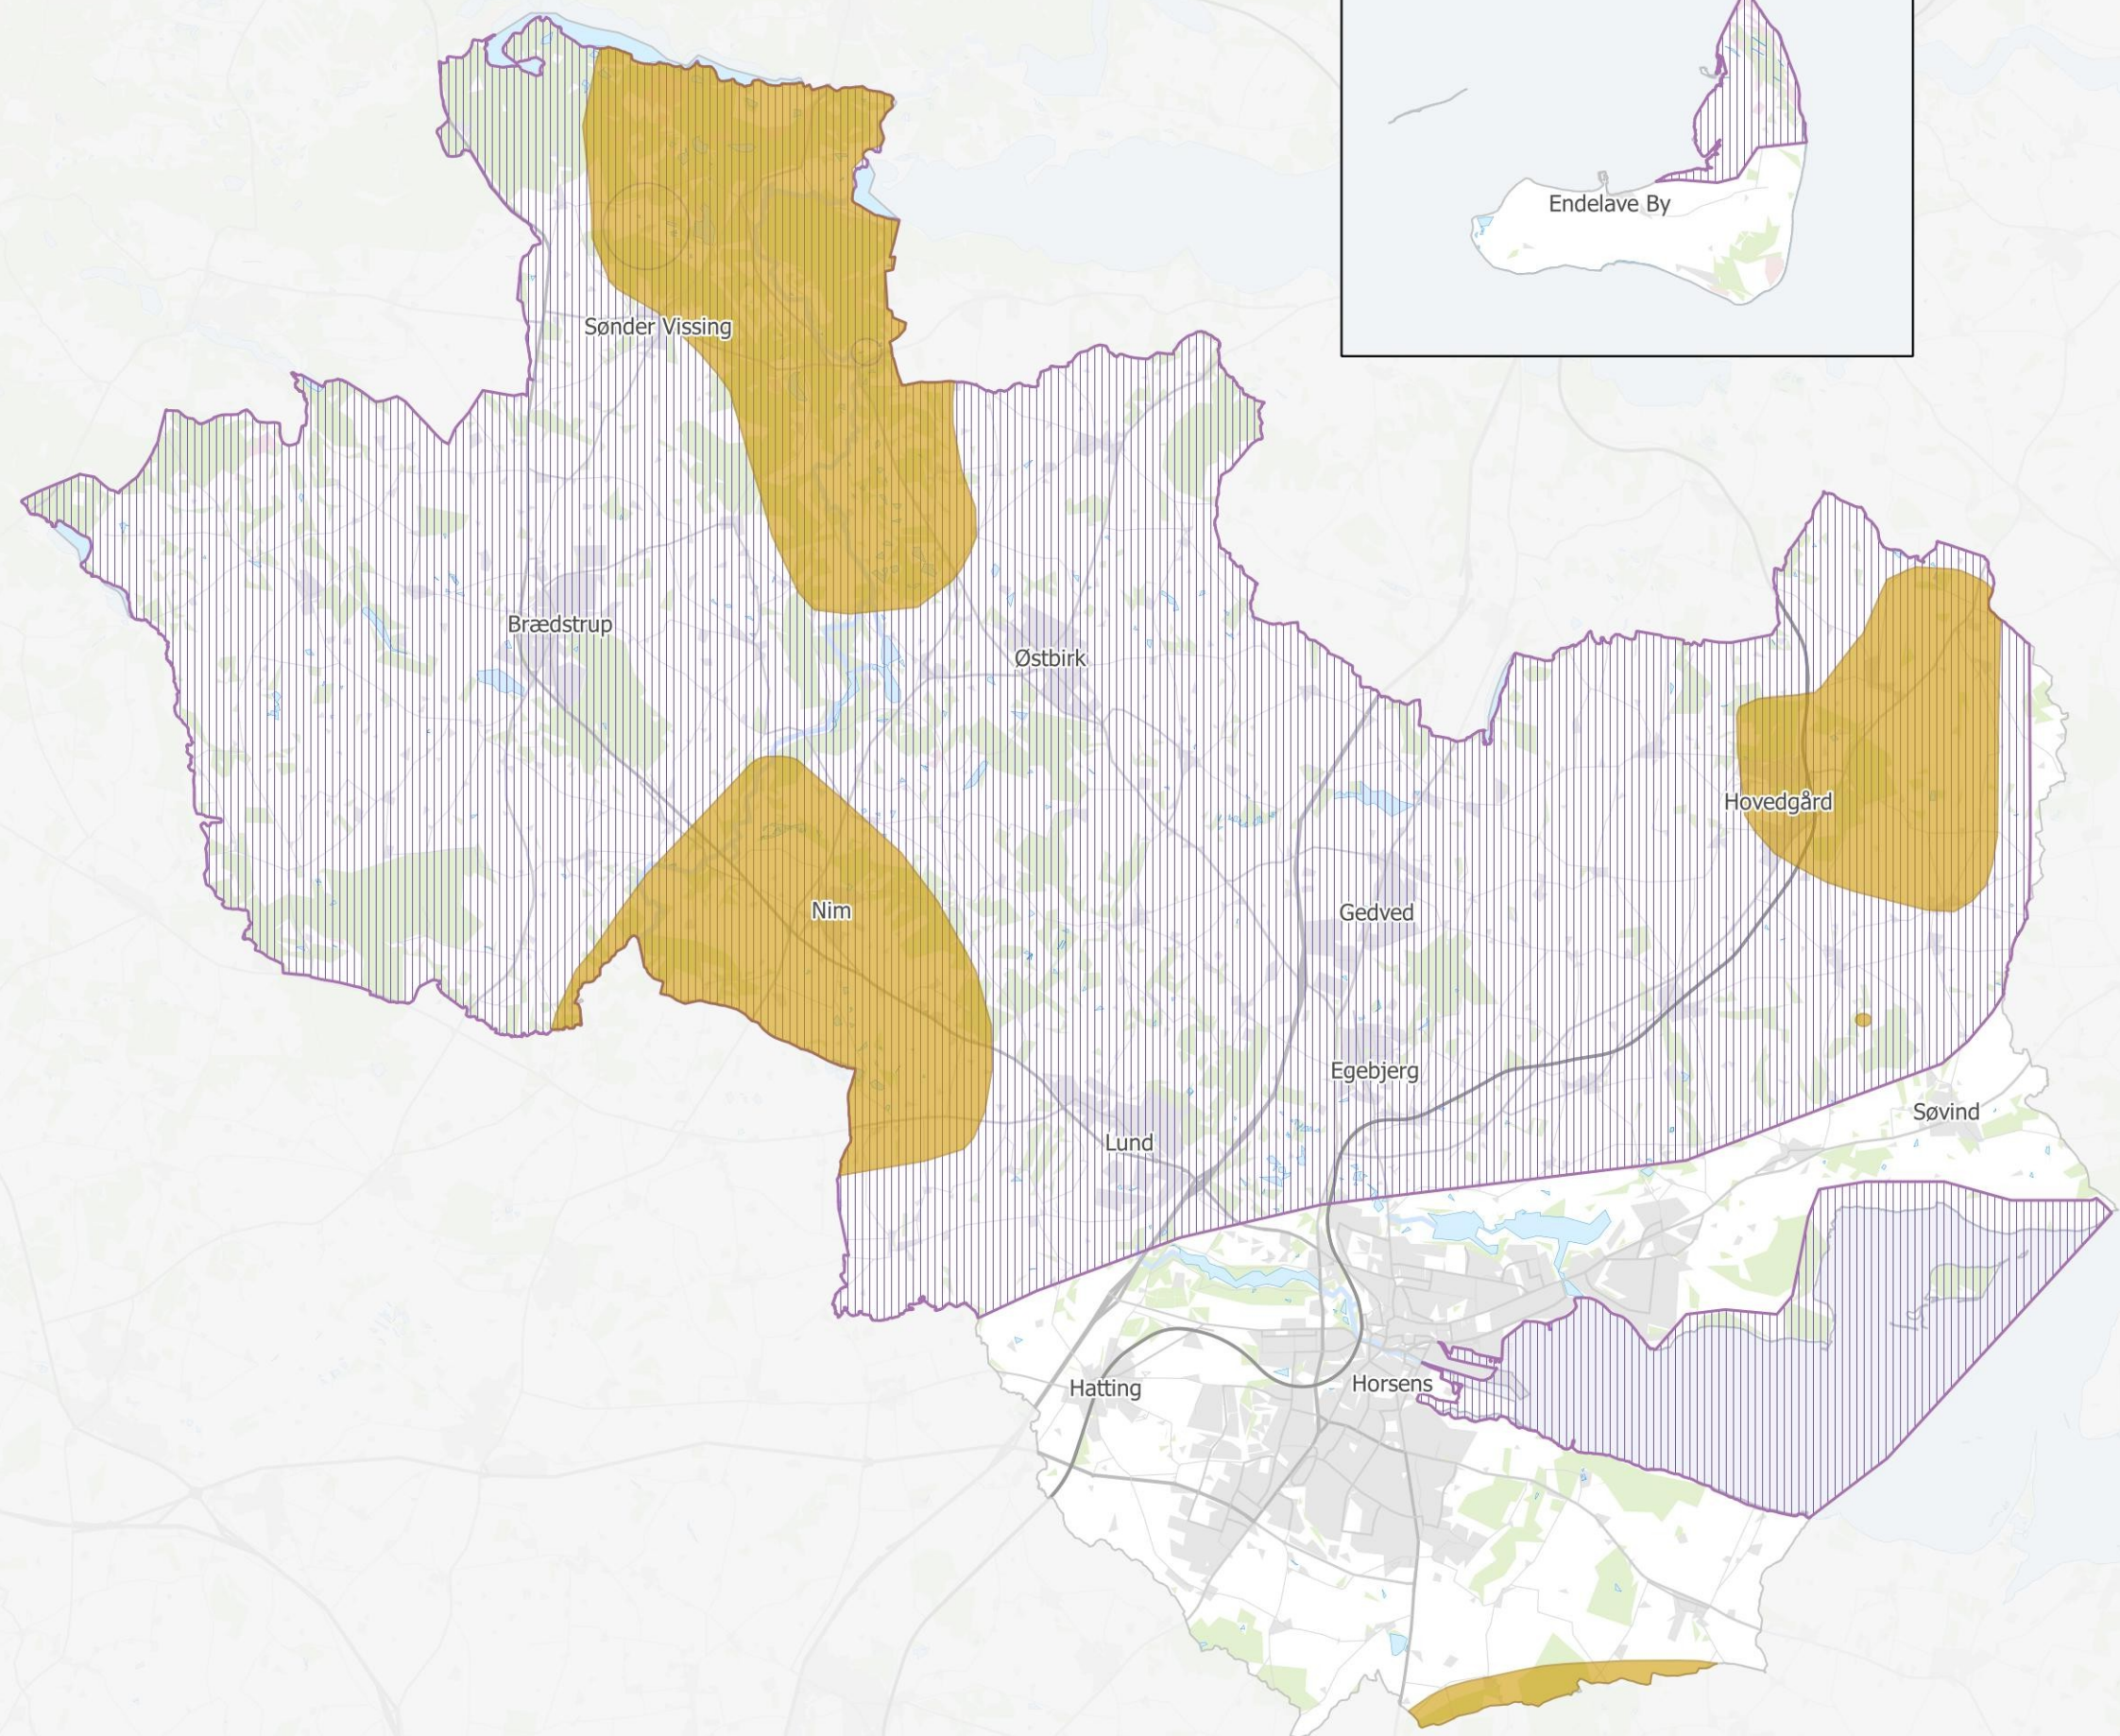 Endelave By
Sønder Vissing
Brædstrup
Østbirk
Hovedgård
Nim
Gedved
Egebjerg
Søvind
Lund
Horsens
Hatting